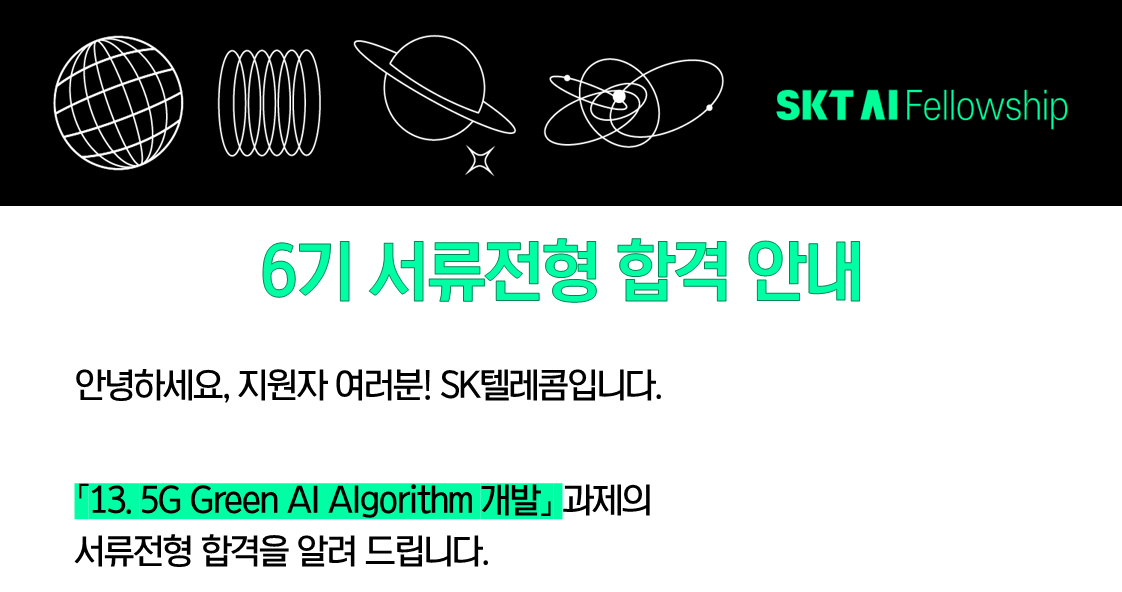 SKT AI Fellowship
6기 서류전형 합격 안내
안녕하세요, 지원자 여러분! SK텔레콤입니다.
「13. 5G Green AI Algorithm 개발」 과제의
서류전형 합격을 알려 드립니다.